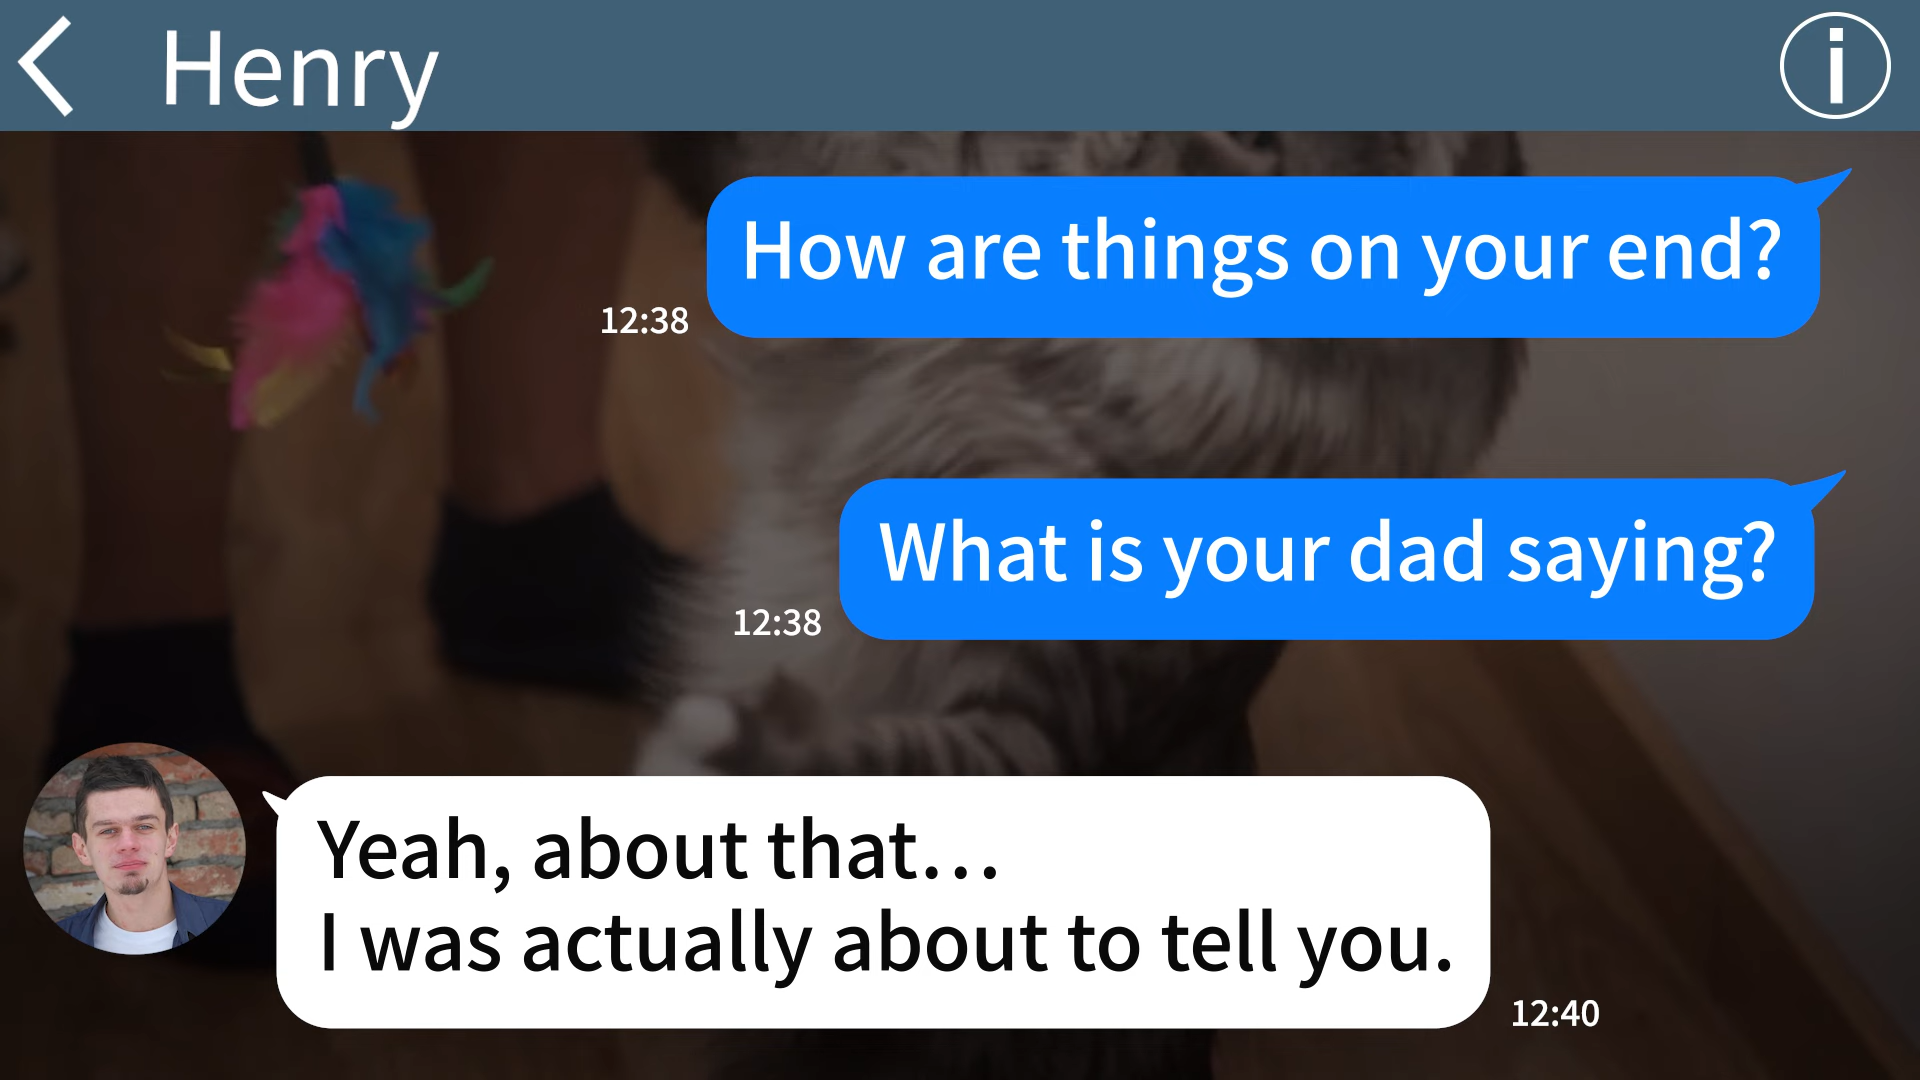 Henry
How are things on your end?
12:38
What is your dad saying?
12:38
Yeah, about that...
I was actually about to tell you.
12:40